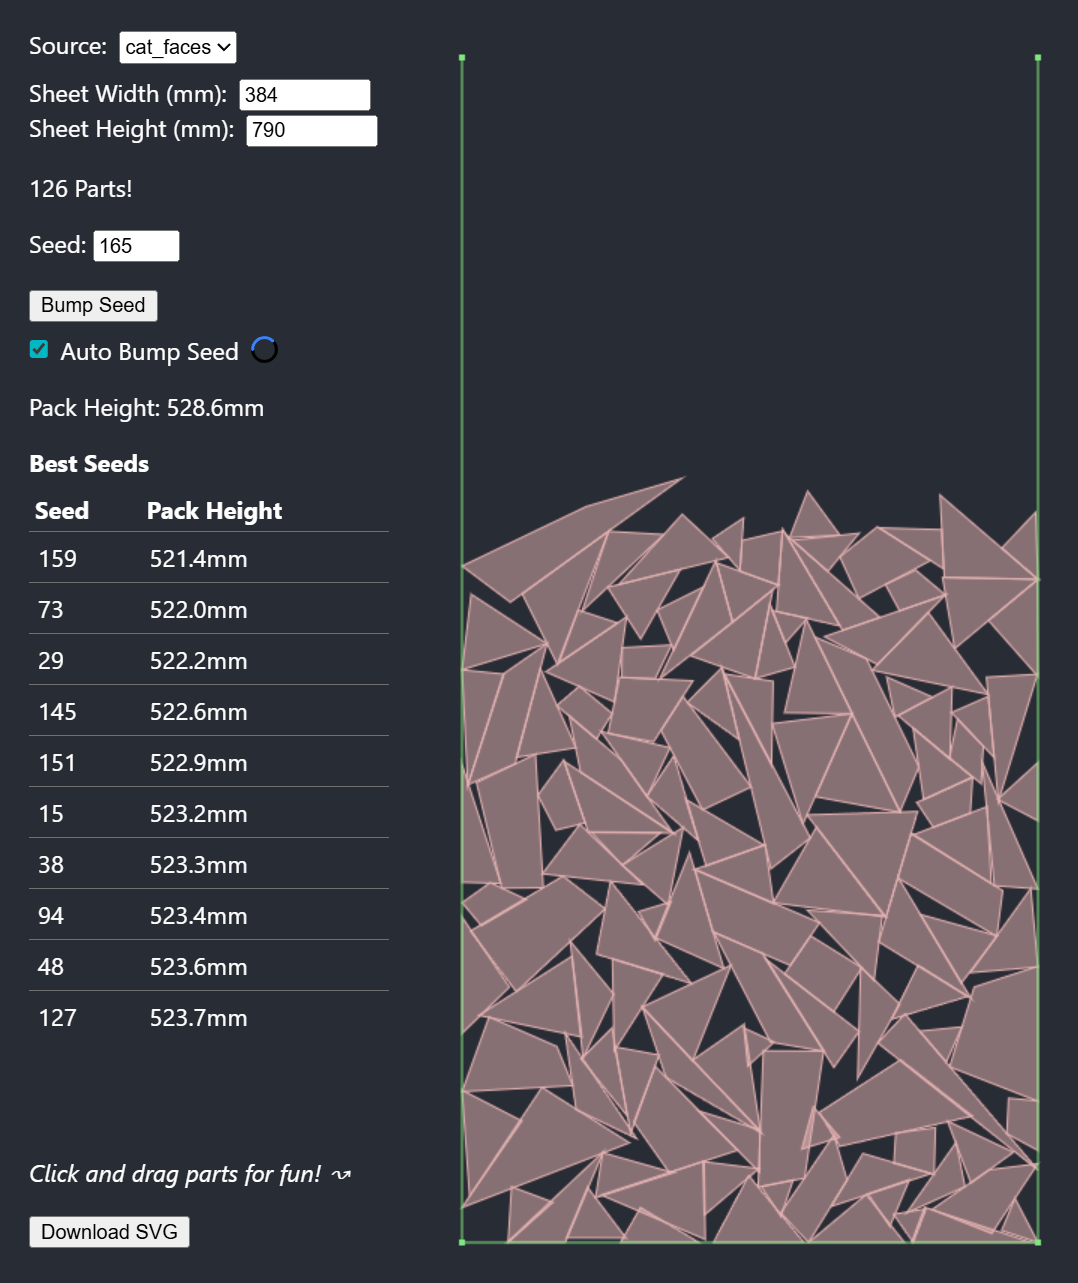 Source: cat_faces
Sheet Width (mm): 384
Sheet Height (mm): 790
126 Parts!
Seed: 165
Bump Seed
Auto Bump Seed
Pack Height: 528.6mm
Best Seeds
Seed Pack Height
159 521.4mm
73 522.0mm
29 522.2mm
145 522.6mm
151 522.9mm
15 523.2mm
38 523.3mm
94 523.4mm
48 523.6mm
127 523.7mm
Click and drag parts for fun! ↝
Download SVG